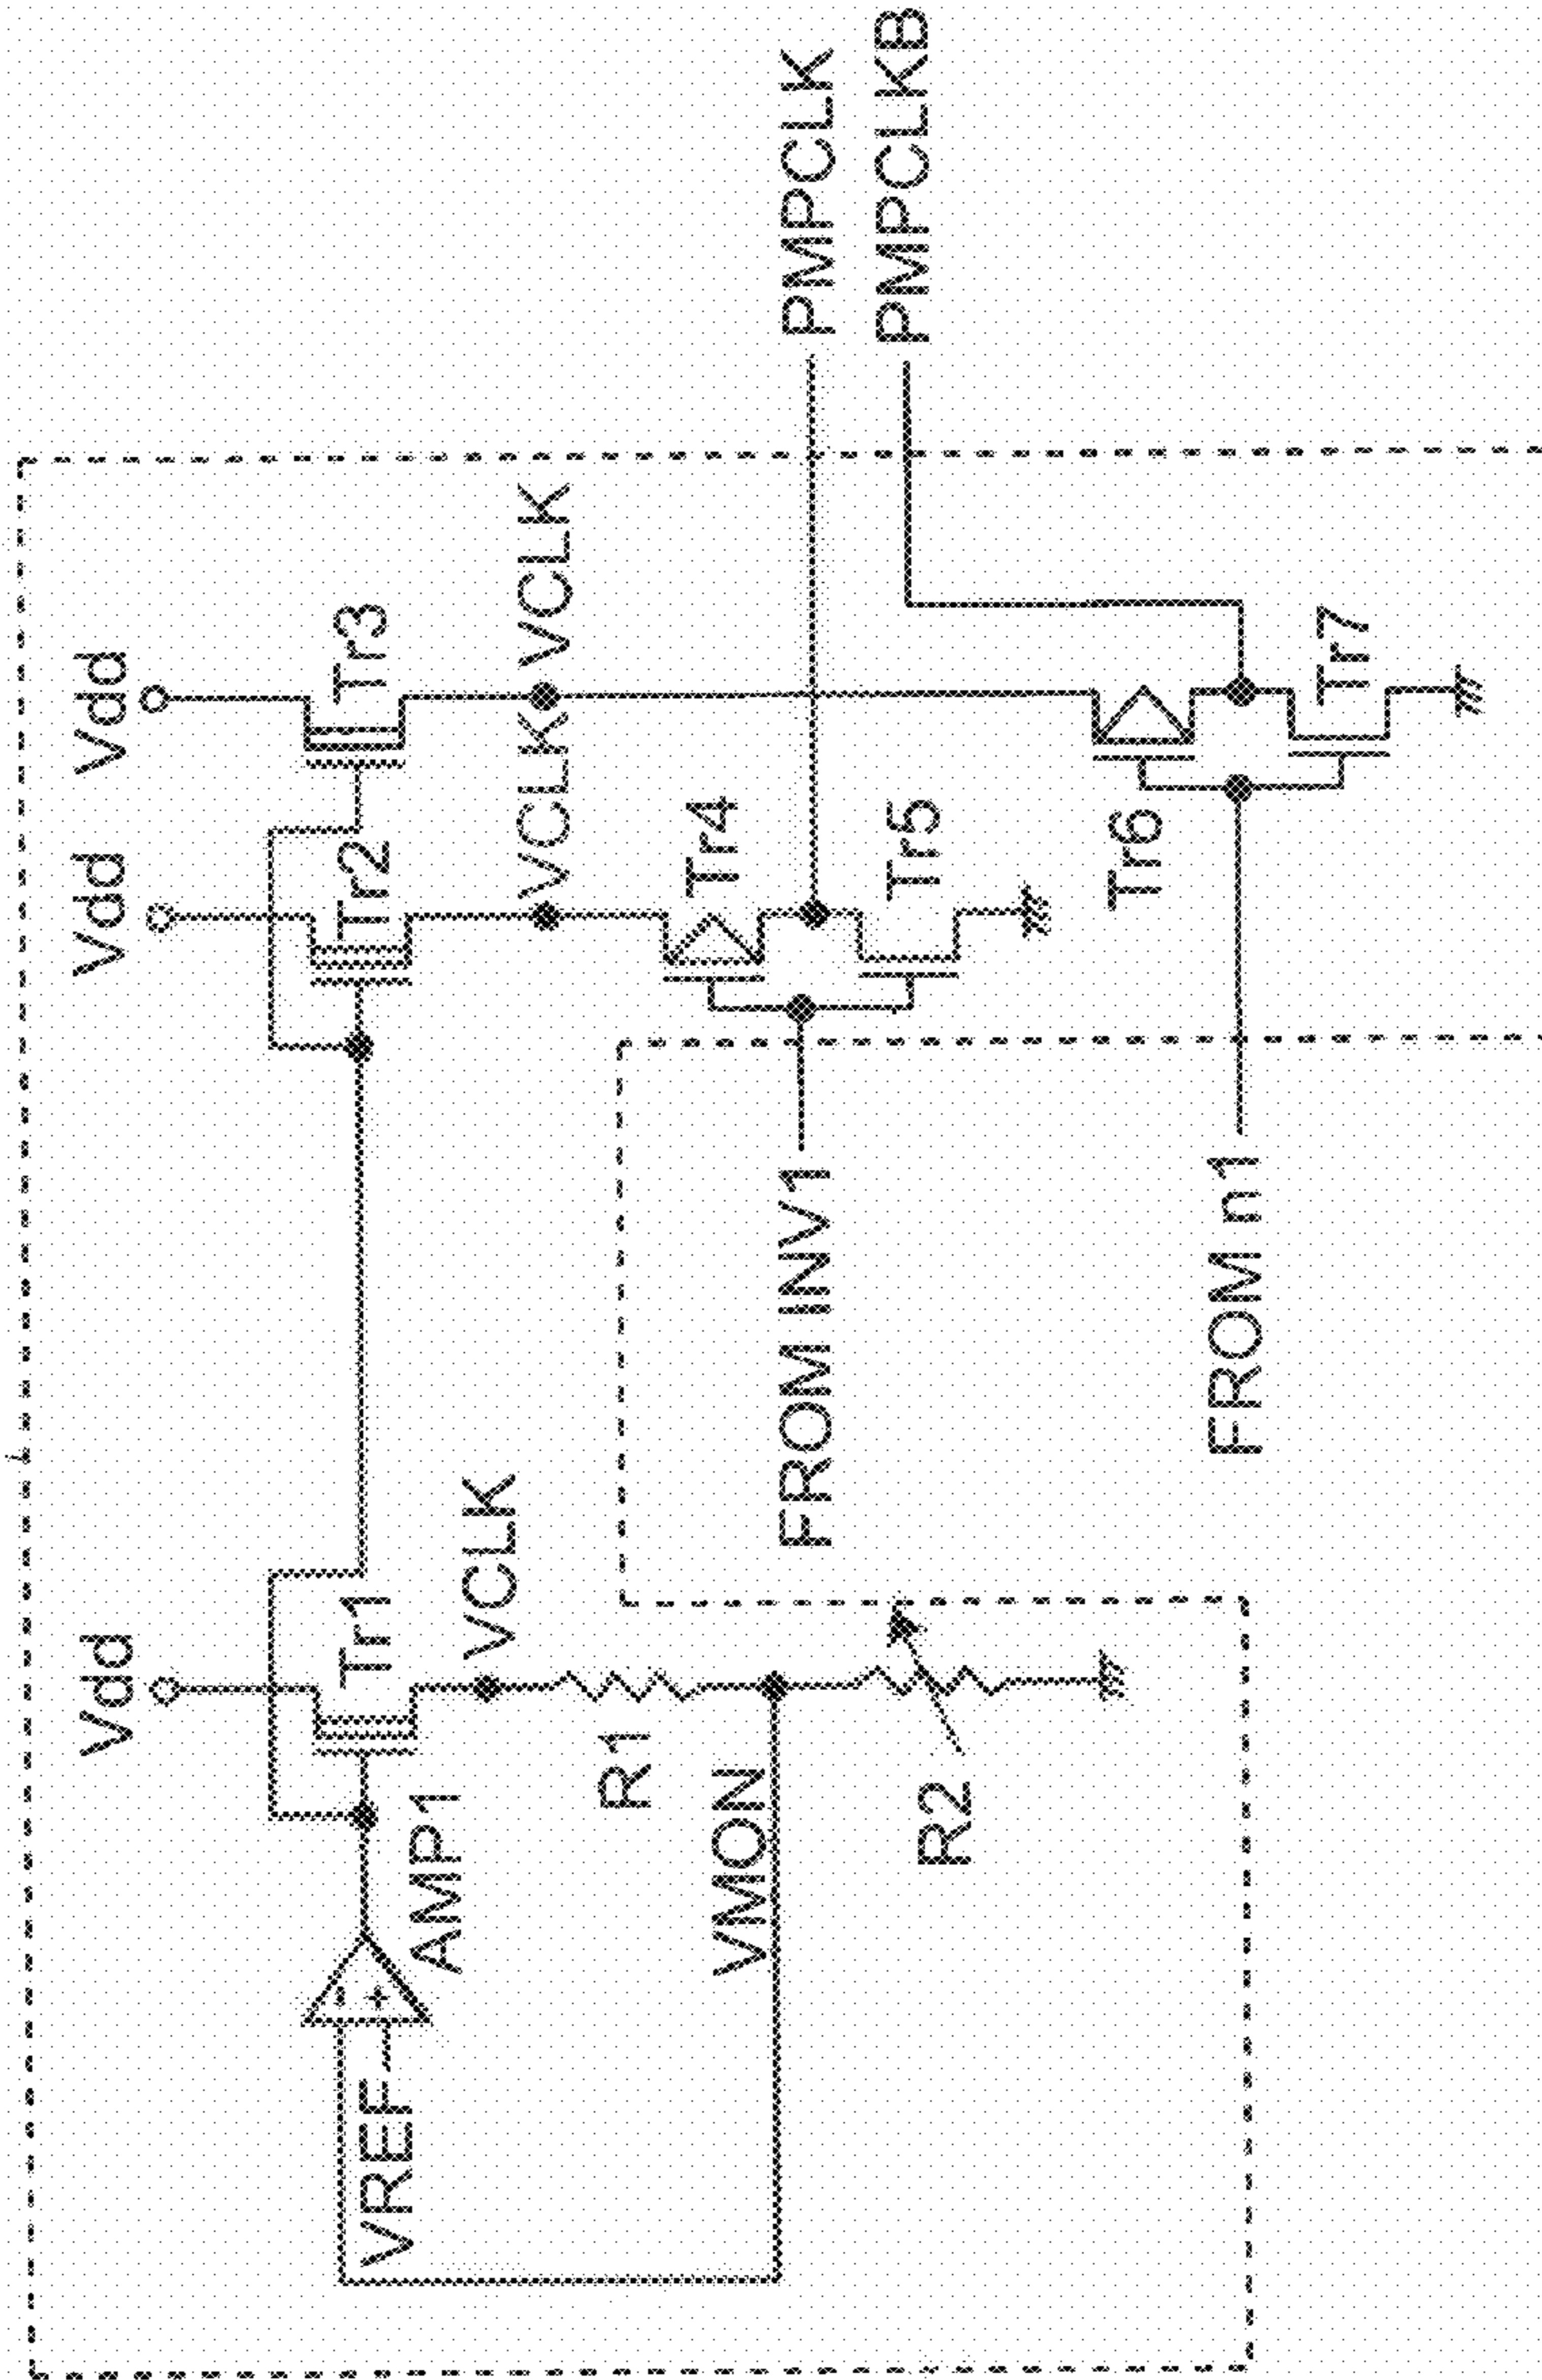 Vdd
Vdd
Vdd
Tr1
Tr2
Tr3
AMP1
-
+
VREF
VCLK
VCLK
VCLK
R1
VMON
Tr4
FROM INV1
PMPCLK
Tr5
PMPCLKB
R2
Tr6
FROM n1
Tr7